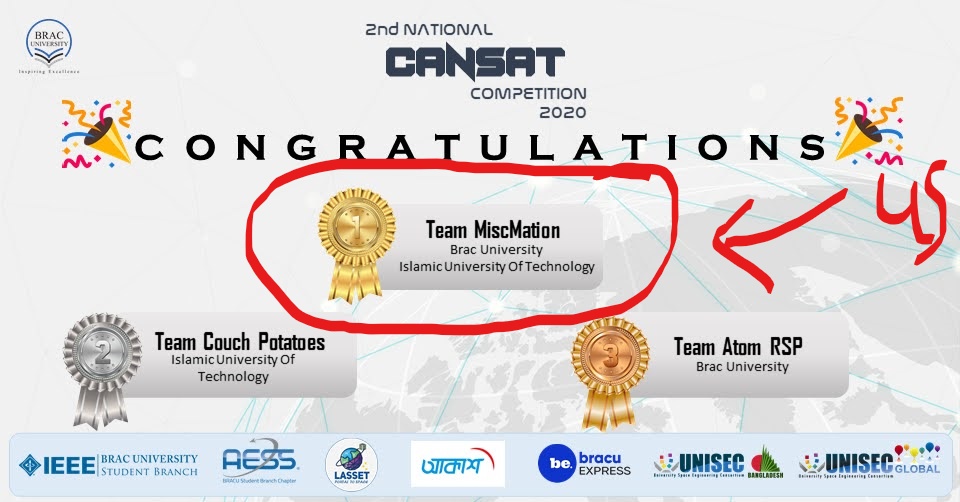 BRAC
UNIVERSITY
Inspiring Excellence
2nd NATIONAL
CANSAT
COMPETITION
2020
CONGRATULATIONS
us
1
Team MiscMation
Brac University
Islamic University Of Technology
2
Team Couch Potatoes
Islamic University Of
Technology
3
Team Atom RSP
Brac University
IEEE BRAC UNIVERSITY
STUDENT BRANCH
AESS
BRACU Student Branch Chapter
LASSET
PORTAL TO SPACE
আকাশ
be. bracu
EXPRESS
UNISEC
University Space Engineering Consortium
BANGLADESH
UNISEC
GLOBAL
University Space Engineering Consortium